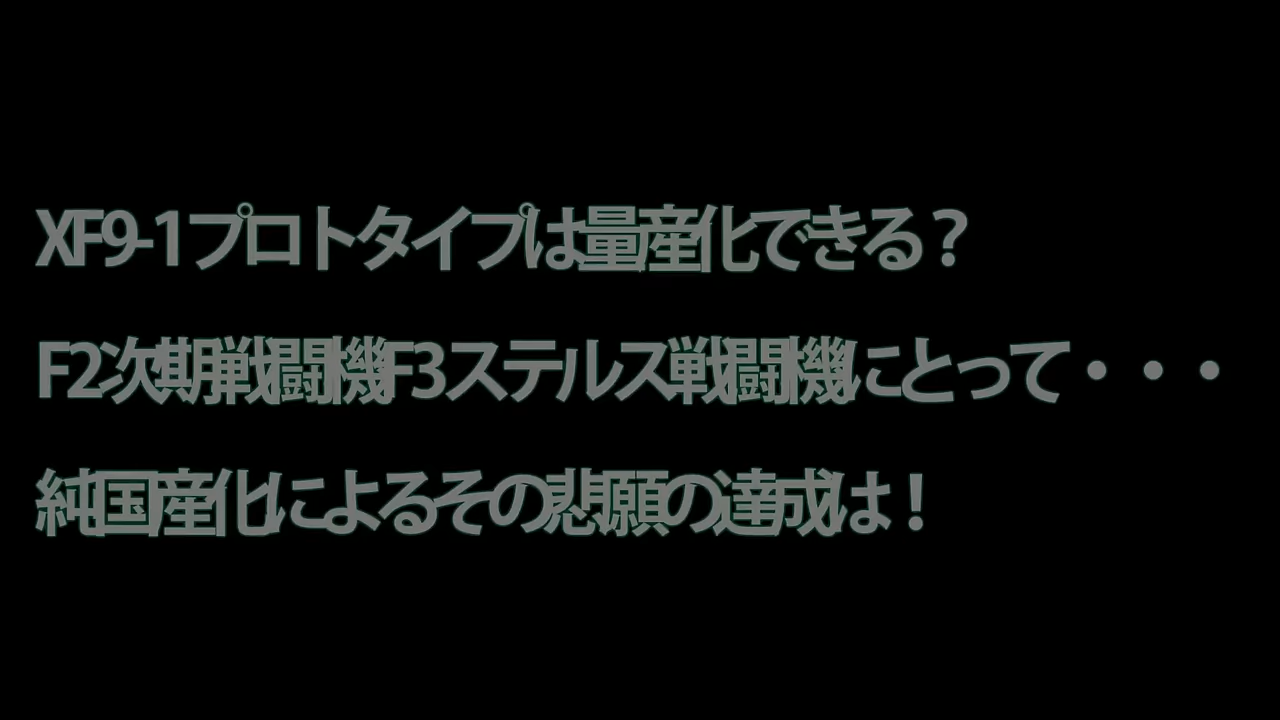 XF9-1プロトタイプは量産化できる？
F2次期戦闘機F3ステルス戦闘機にとって・・・
純国産化によるその悲願の達成は！